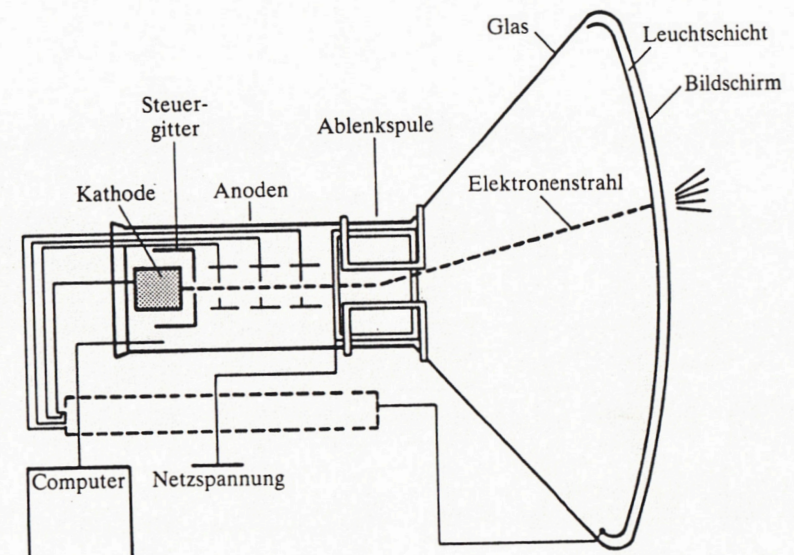 Glas
Leuchtschicht
Bildschirm
Steuer-
gitter
Ablenkspule
Kathode
Anoden
Elektronenstrahl
Computer
Netzspannung